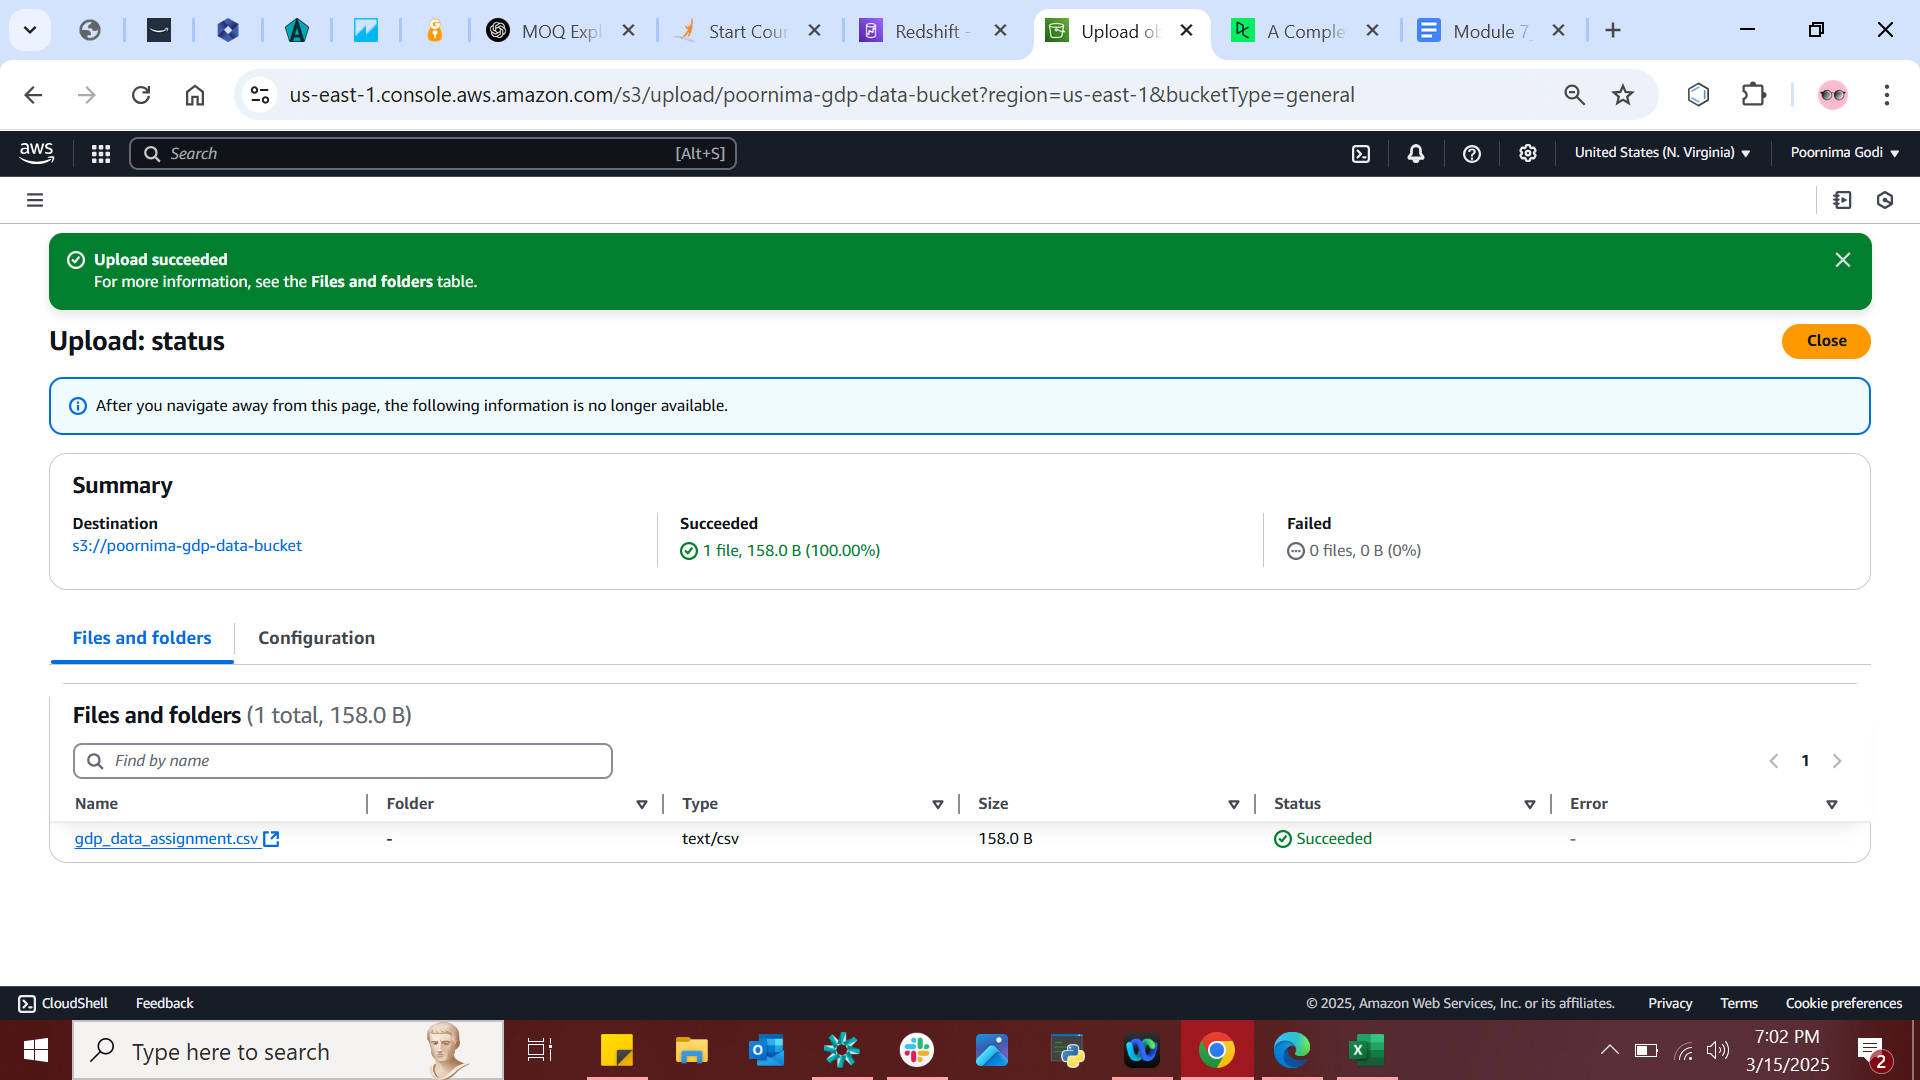 MOQ Expl
Start Cour
Redshift -
Upload ob
A Comple
Module 7_
us-east-1.console.aws.amazon.com/s3/upload/poornima-gdp-data-bucket?region=us-east-1&bucketType=general
aws
Search
[Alt+S]
United States (N. Virginia)
Poornima Godi
Upload succeeded
For more information, see the Files and folders table.
Upload: status
Close
After you navigate away from this page, the following information is no longer available.
Summary
Destination
s3://poornima-gdp-data-bucket
Succeeded
1 file, 158.0 B (100.00%)
Failed
0 files, 0 B (0%)
Files and folders
Configuration
Files and folders (1 total, 158.0 B)
Find by name
1
Name Folder Type Size Status Error
gdp_data_assignment.csv - text/csv 158.0 B Succeeded -
CloudShell
Feedback
© 2025, Amazon Web Services, Inc. or its affiliates.
Privacy
Terms
Cookie preferences
Type here to search
7:02 PM
3/15/2025
2